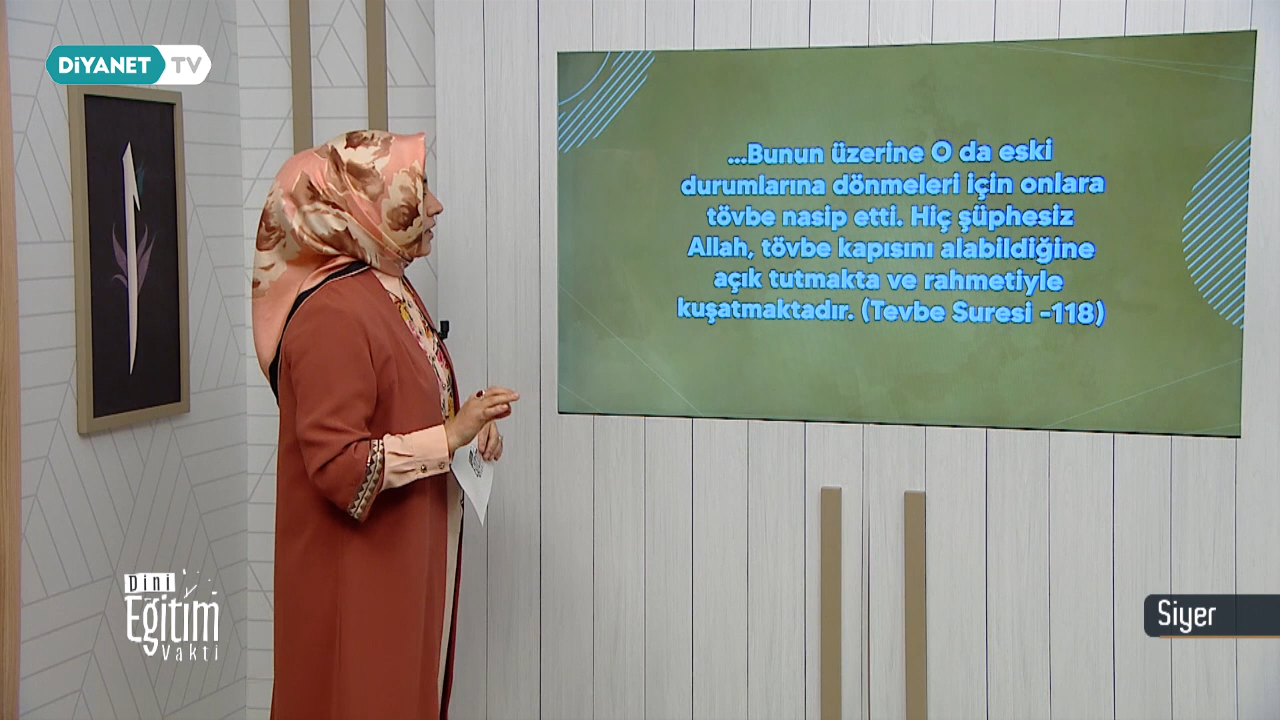 DİYANET TV
...Bunun üzerine O da eski
durumlarına dönmeleri için onlara
tövbe nasip etti. Hiç şüphesiz
Allah, tövbe kapısını alabildiğine
açık tutmakta ve rahmetiyle
kuşatmaktadır. (Tevbe Suresi -118)
Dini
Eğitim
Vakti
Siyer